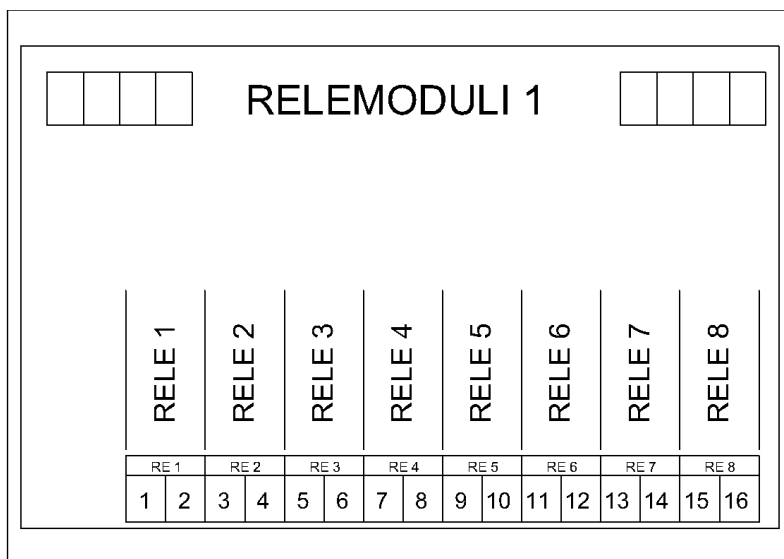 RELEMODULI 1
RELE 1 RELE 2 RELE 3 RELE 4 RELE 5 RELE 6 RELE 7 RELE 8
RE 1 RE 2 RE 3 RE 4 RE 5 RE 6 RE 7 RE 8
1 2 3 4 5 6 7 8 9 10 11 12 13 14 15 16